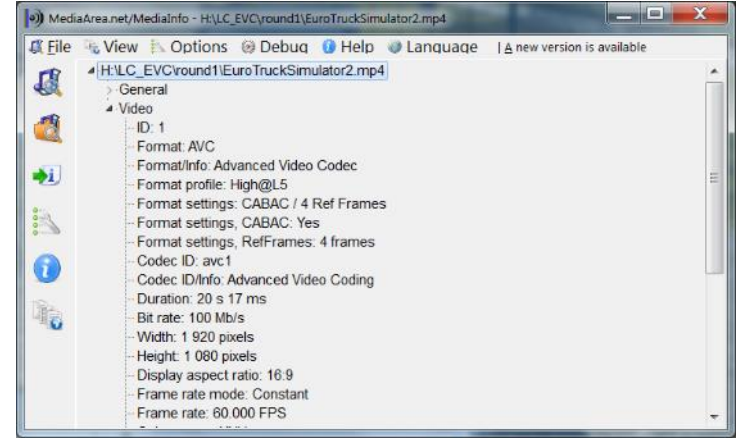 MediaArea.net/MediaInfo - H:\LC_EVC\round1\EuroTruckSimulator2.mp4
File View Options Debug Help Language | A new version is available
H:\LC_EVC\round1\EuroTruckSimulator2.mp4
General
Video
ID: 1
Format: AVC
Format/Info: Advanced Video Codec
Format profile: High@L5
Format settings: CABAC / 4 Ref Frames
Format settings, CABAC: Yes
Format settings, RefFrames: 4 frames
Codec ID: avc1
Codec ID/Info: Advanced Video Coding
Duration: 20 s 17 ms
Bit rate: 100 Mb/s
Width: 1 920 pixels
Height: 1 080 pixels
Display aspect ratio: 16:9
Frame rate mode: Constant
Frame rate: 60.000 FPS